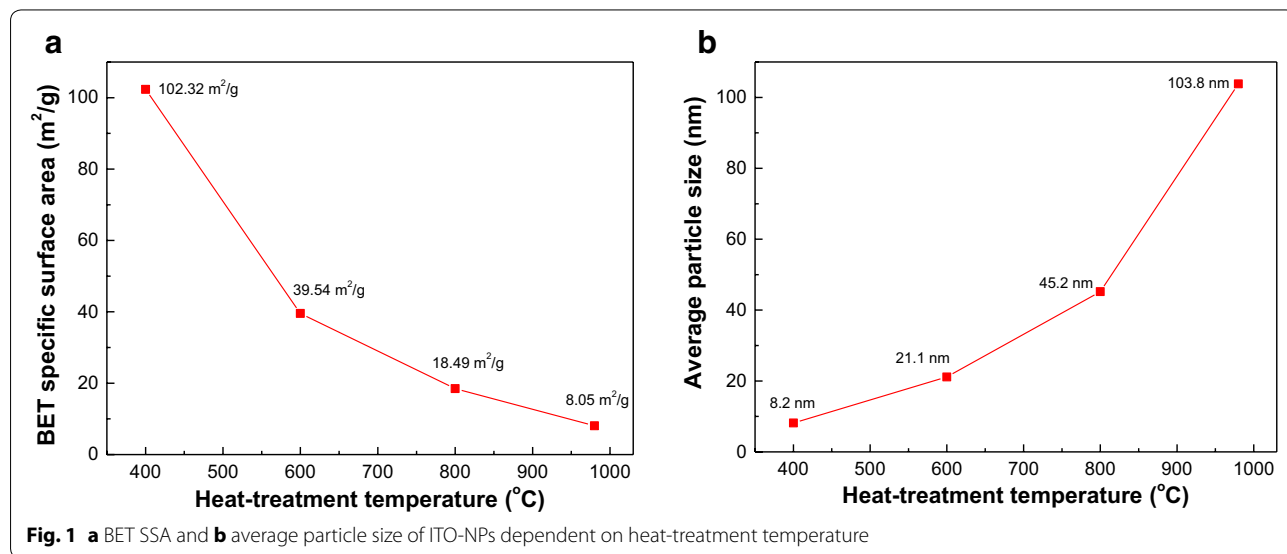 a
BET specific surface area (m²/g)
100
80
60
40
20
0
102.32 m²/g
39.54 m²/g
18.49 m²/g
8.05 m²/g
400 500 600 700 800 900 1000
Heat-treatment temperature (°C)
b
Average particle size (nm)
100
80
60
40
20
0
103.8 nm
45.2 nm
21.1 nm
8.2 nm
400 500 600 700 800 900 1000
Heat-treatment temperature (°C)
Fig. 1 a BET SSA and b average particle size of ITO-NPs dependent on heat-treatment temperature